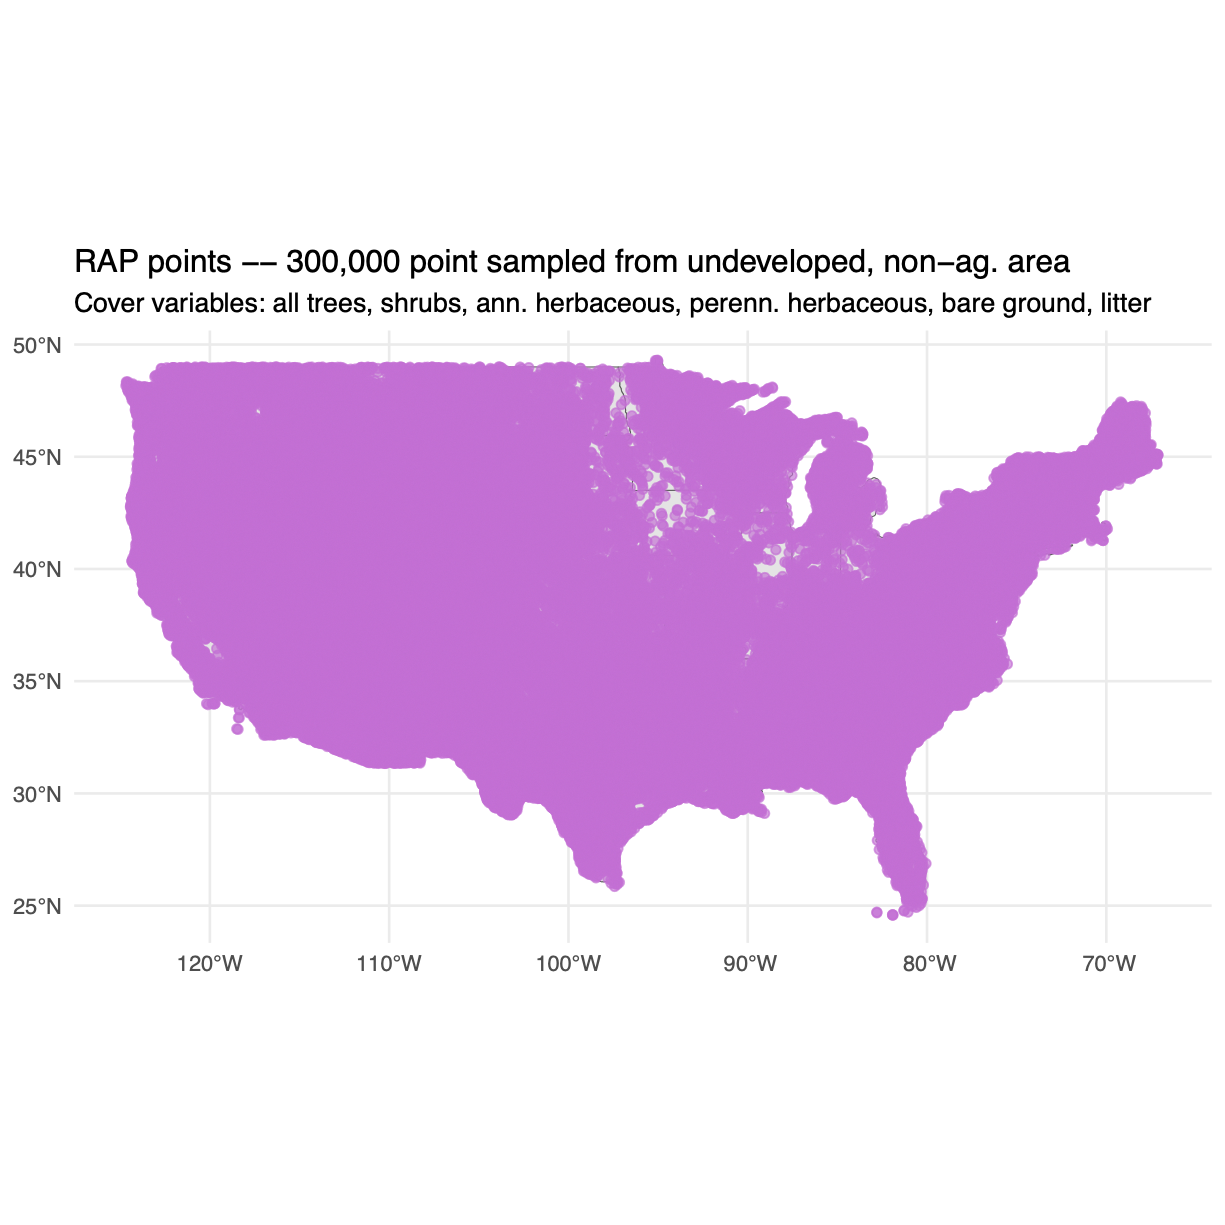 RAP points −− 300,000 point sampled from undeveloped, non−ag. area
Cover variables: all trees, shrubs, ann. herbaceous, perenn. herbaceous, bare ground, litter
50°N
45°N
40°N
35°N
30°N
25°N
120°W 110°W 100°W 90°W 80°W 70°W